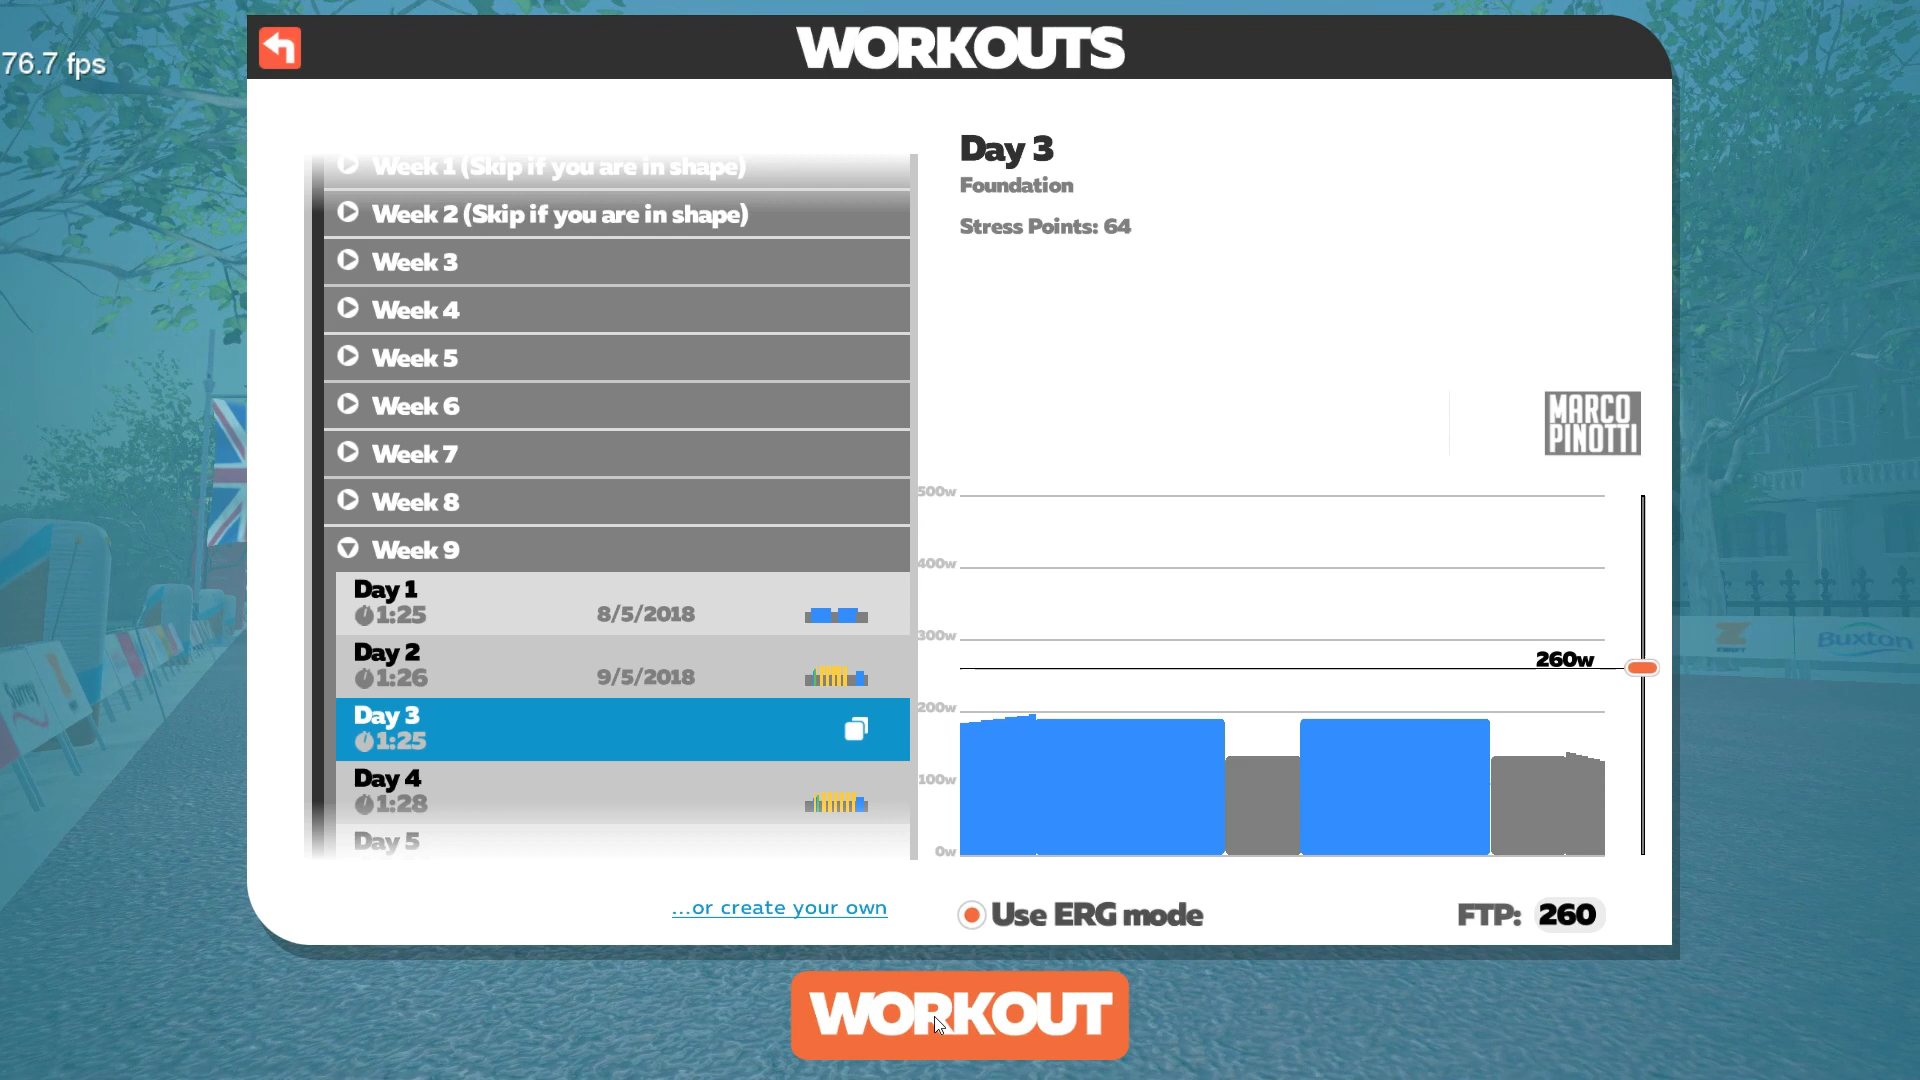 76.7 fps
WORKOUTS
Week 1 (Skip if you are in shape)
Week 2 (Skip if you are in shape)
Week 3
Week 4
Week 5
Week 6
Week 7
Week 8
Week 9
Day 1
1:25
8/5/2018
Day 2
1:26
9/5/2018
Day 3
1:25
Day 4
1:28
Day 5
...or create your own
Day 3
Foundation
Stress Points: 64
MARCO
PINOTTI
500w
400w
300w
260w
200w
100w
0w
Use ERG mode
FTP: 260
WORKOUT
Surrey
ZWIFT
Buxton